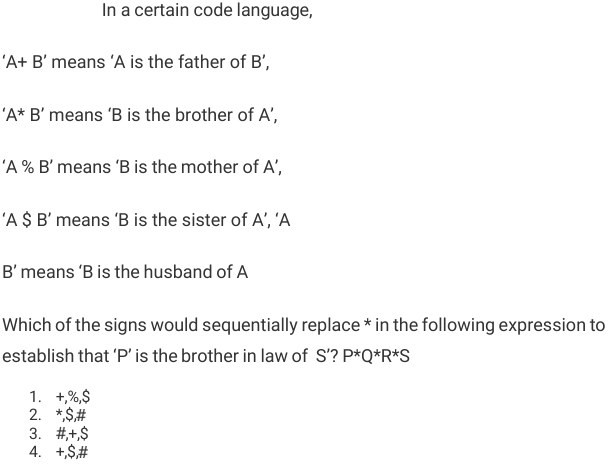 In a certain code language,
‘A+ B’ means ‘A is the father of B’,
‘A* B’ means ‘B is the brother of A’,
‘A % B’ means ‘B is the mother of A’,
‘A $ B’ means ‘B is the sister of A’, ‘A
B’ means ‘B is the husband of A
Which of the signs would sequentially replace * in the following expression to
establish that ‘P’ is the brother in law of S’? P*Q*R*S
1. +,%,$
2. *,$,#
3. #,+,$
4. +,$,#